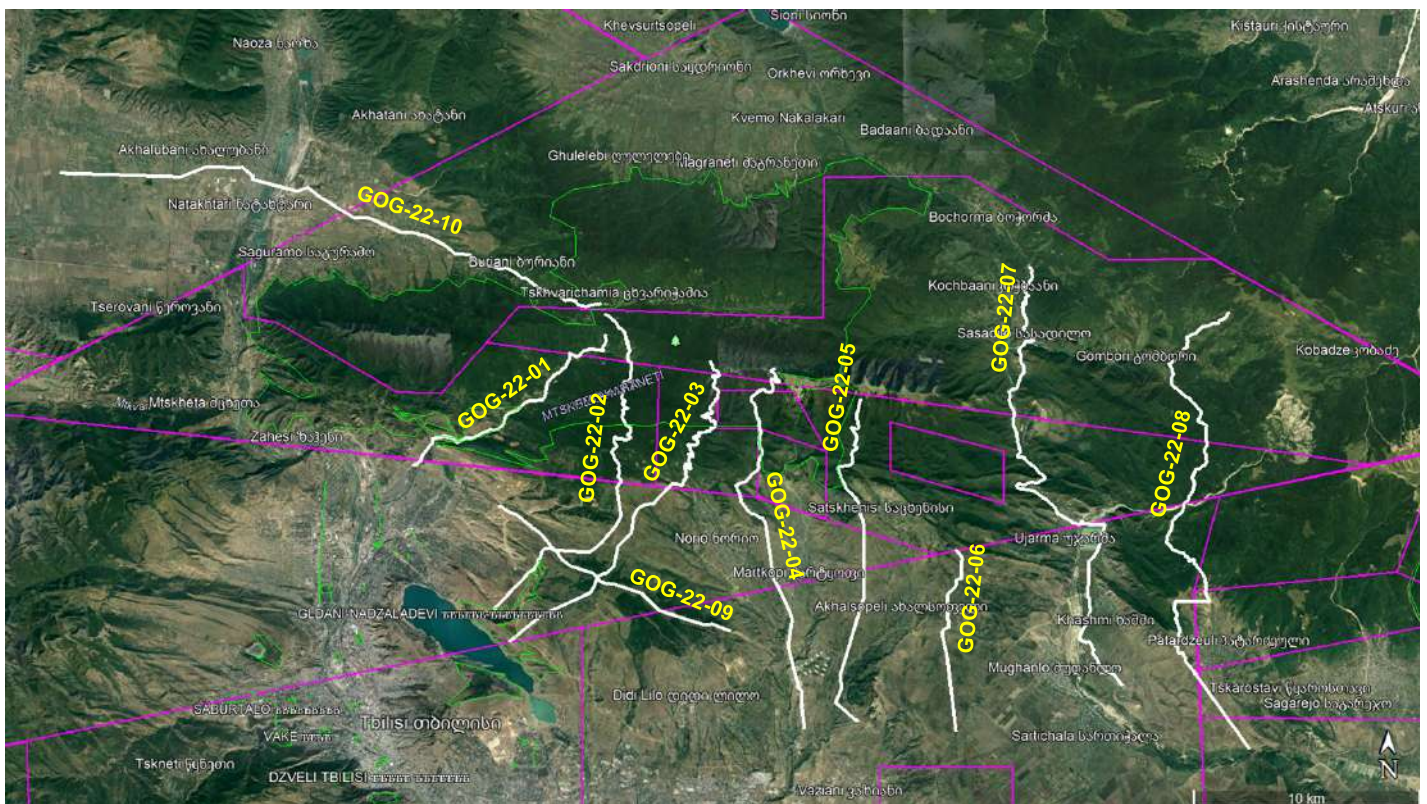 Khevsurtsopeli
Sioni სიონი
Kistauri კისტაური
Naoza ნაოზა
Sakdrioni საყდრიონი
Orkhevi ორხევი
Arashenda არაშენდა
Atskuri
Akhatani ახატანი
Kvemo Nakalakari
Badaani ბადაანი
Akhalubani ახალუბანი
Ghulelebi ღულელები
Magraneti მაგრანეთი
Natakhtari ნატახტარი
GOG-22-10
Bochorma ბოჭორმა
Saguramo საგურამო
Buriani ბურიანი
Kochbaani
GOG-22-07
Tskhvarichamia ცხვარიჭამია
Tserovani წეროვანი
Sasadilo სასადილო
Gombori გომბორი
Kobadze კობაძე
GOG-22-01
GOG-22-02
GOG-22-03
GOG-22-05
GOG-22-08
Mtskheta მცხეთა
Zahesi ზაჰესი
GOG-22-04
Satskhenisi საცხენისი
Norio ნორიო
Ujarma უჯარმა
Martkopi
GOG-22-06
GOG-22-09
GLDANI-NADZALADEVI
Akhalsopeli ახალსოფელი
Khashmi ხაშმი
Patardzeuli პატარძეული
Mughanlo მუღანლო
Didi Lilo დიდი ლილო
Tskarostavi წყაროსთავი
Sagarejo საგარეჯო
SABURTALO
Tbilisi თბილისი
VAKE
Sartichala სართიჭალა
Tskneti წყნეთი
DZVELI TBILISI
Vaziani ვაზიანი
N
10 km